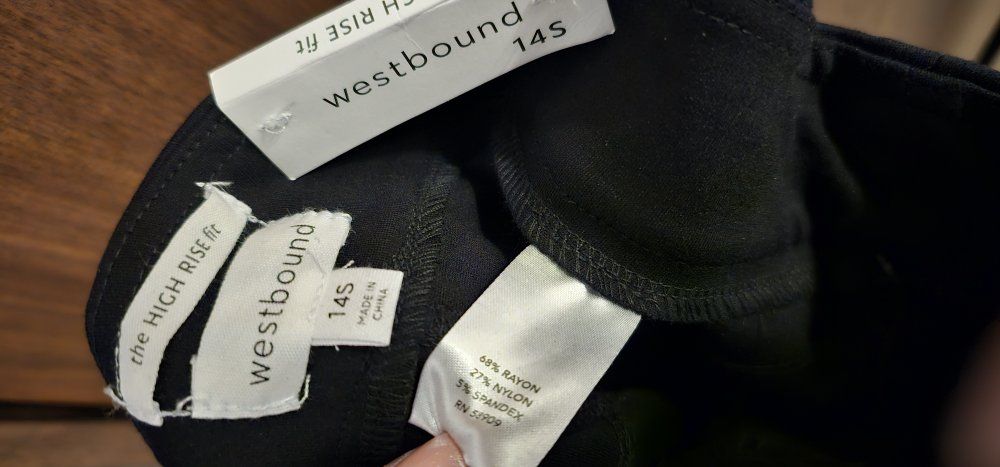 HIGH RISE fit
westbound
14S
the HIGH RISE fit
westbound
14S
MADE IN
CHINA
68% RAYON
27% NYLON
5% SPANDEX
RN 53909